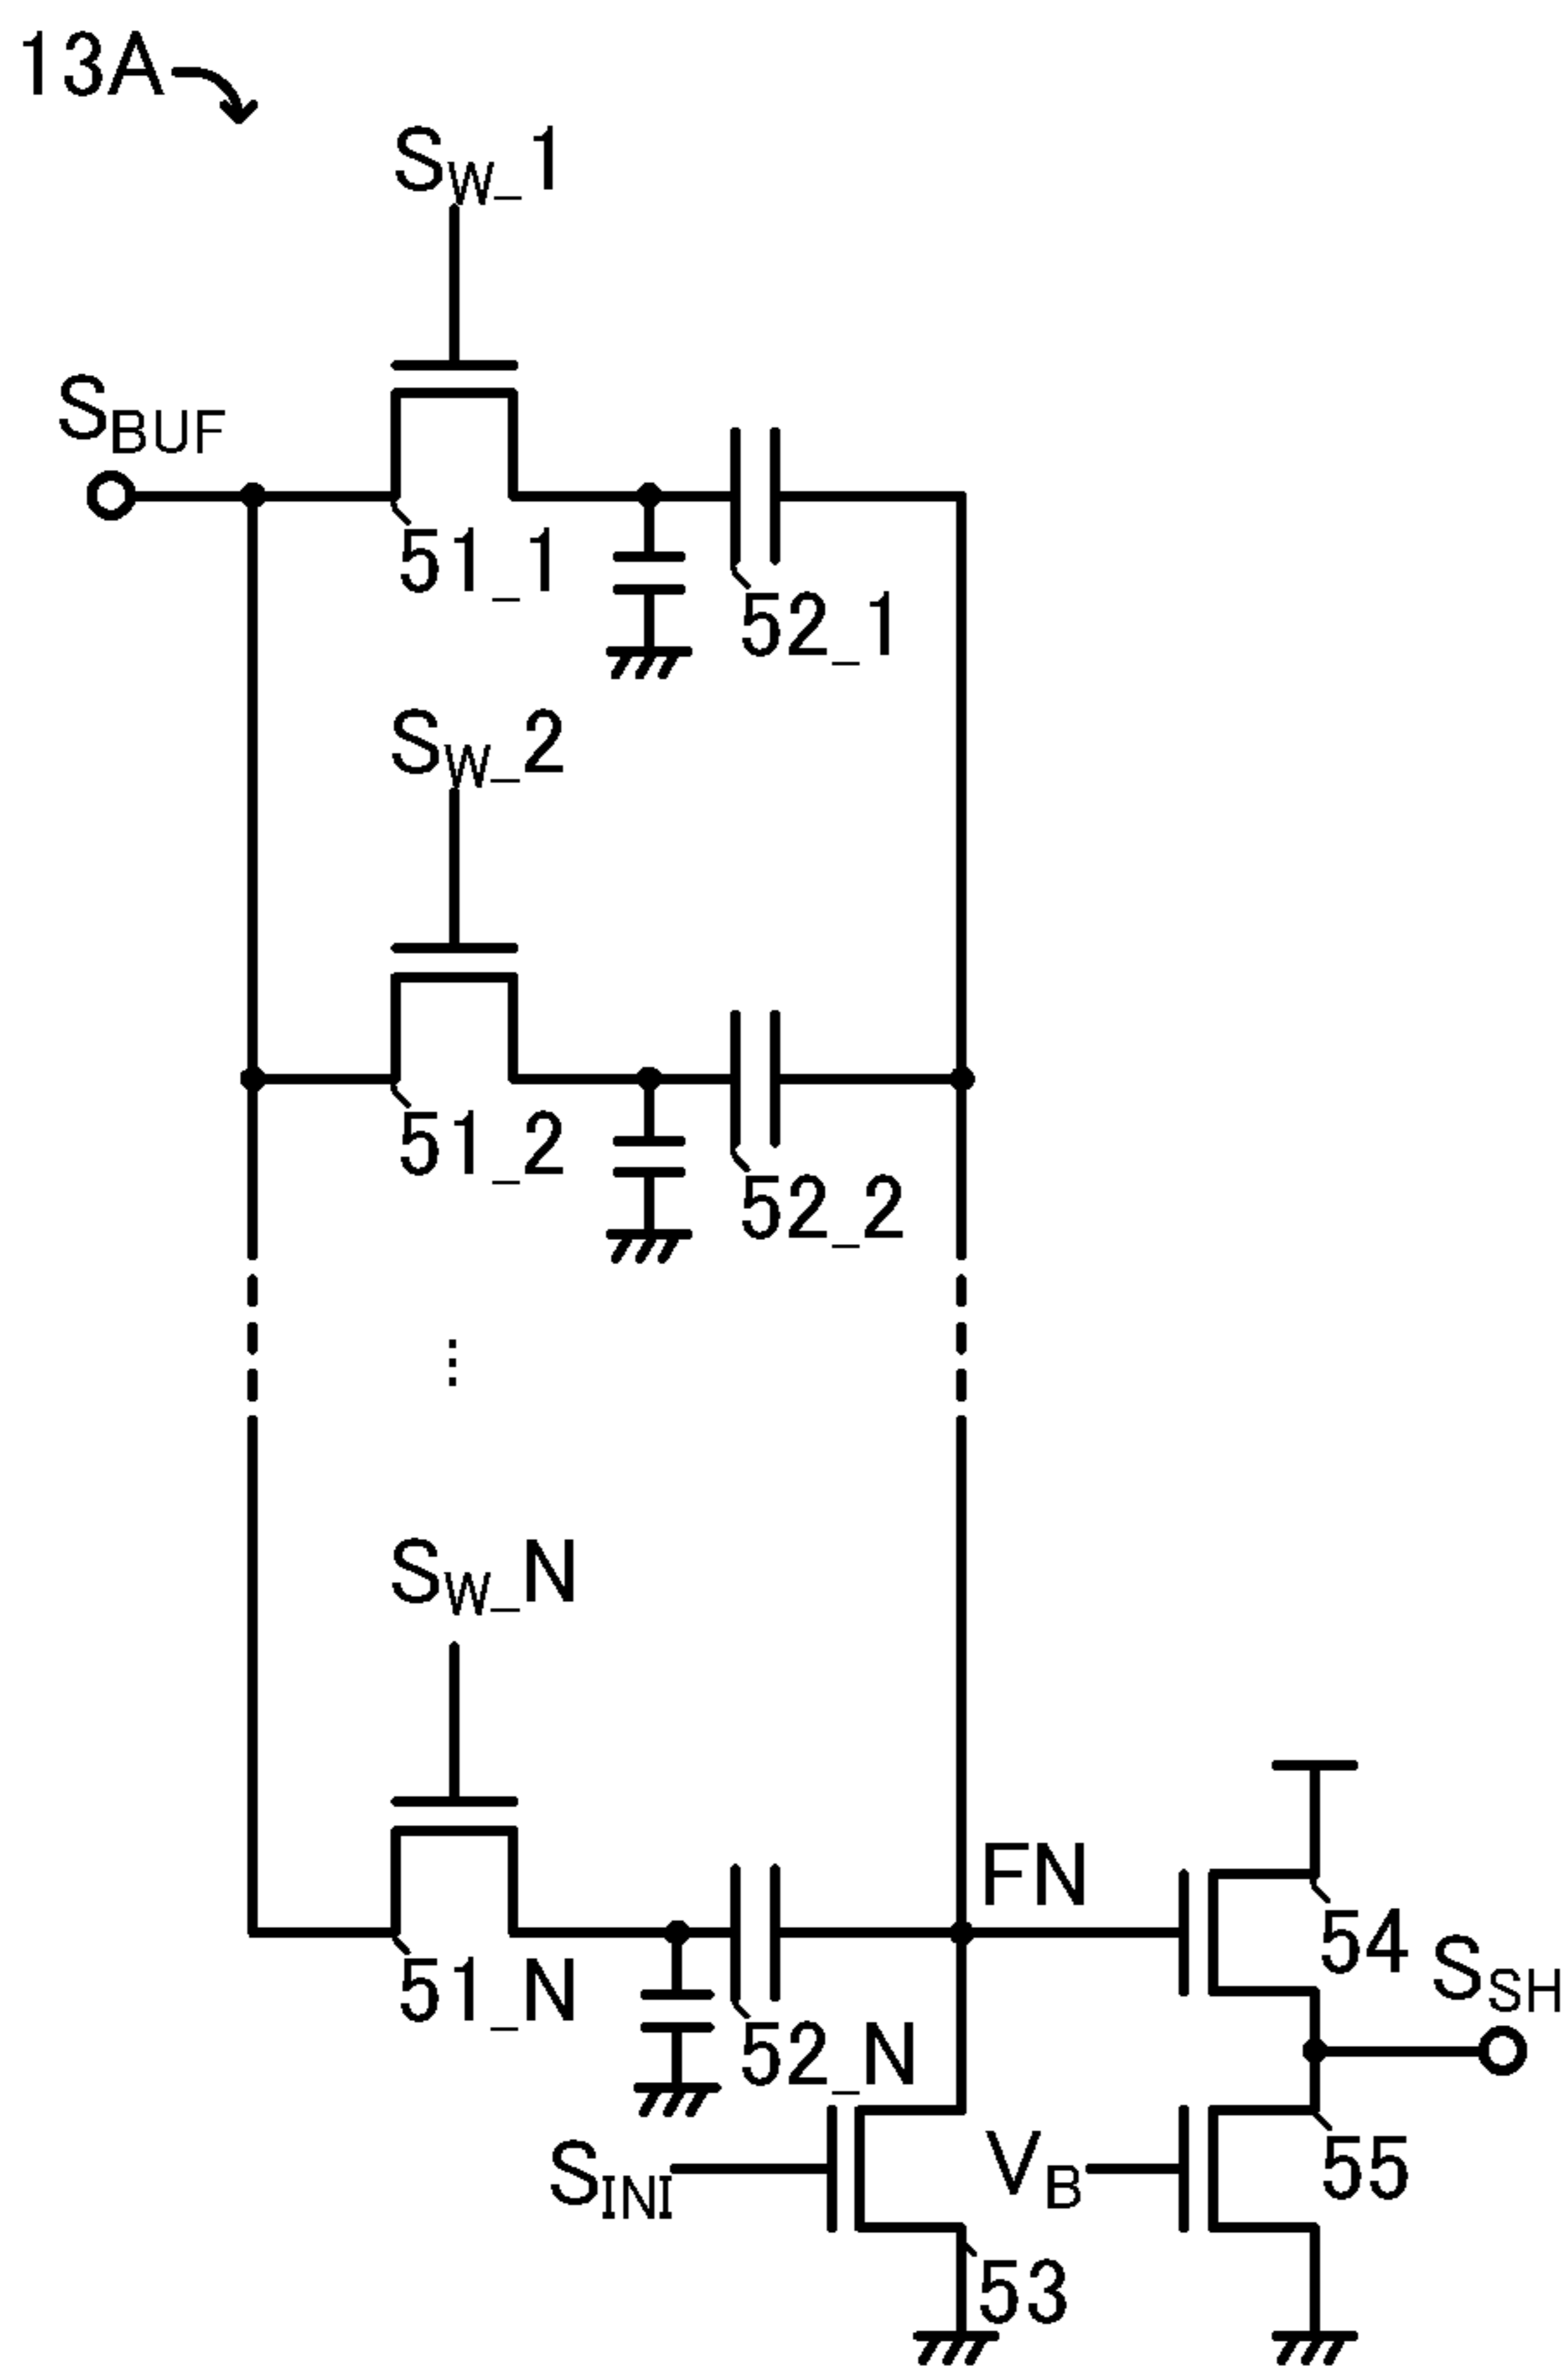 13A
SW_1
SBUF
51_1
52_1
SW_2
51_2
52_2
⋮
SW_N
FN
54
51_N
SSH
52_N
SINI
VB
55
53